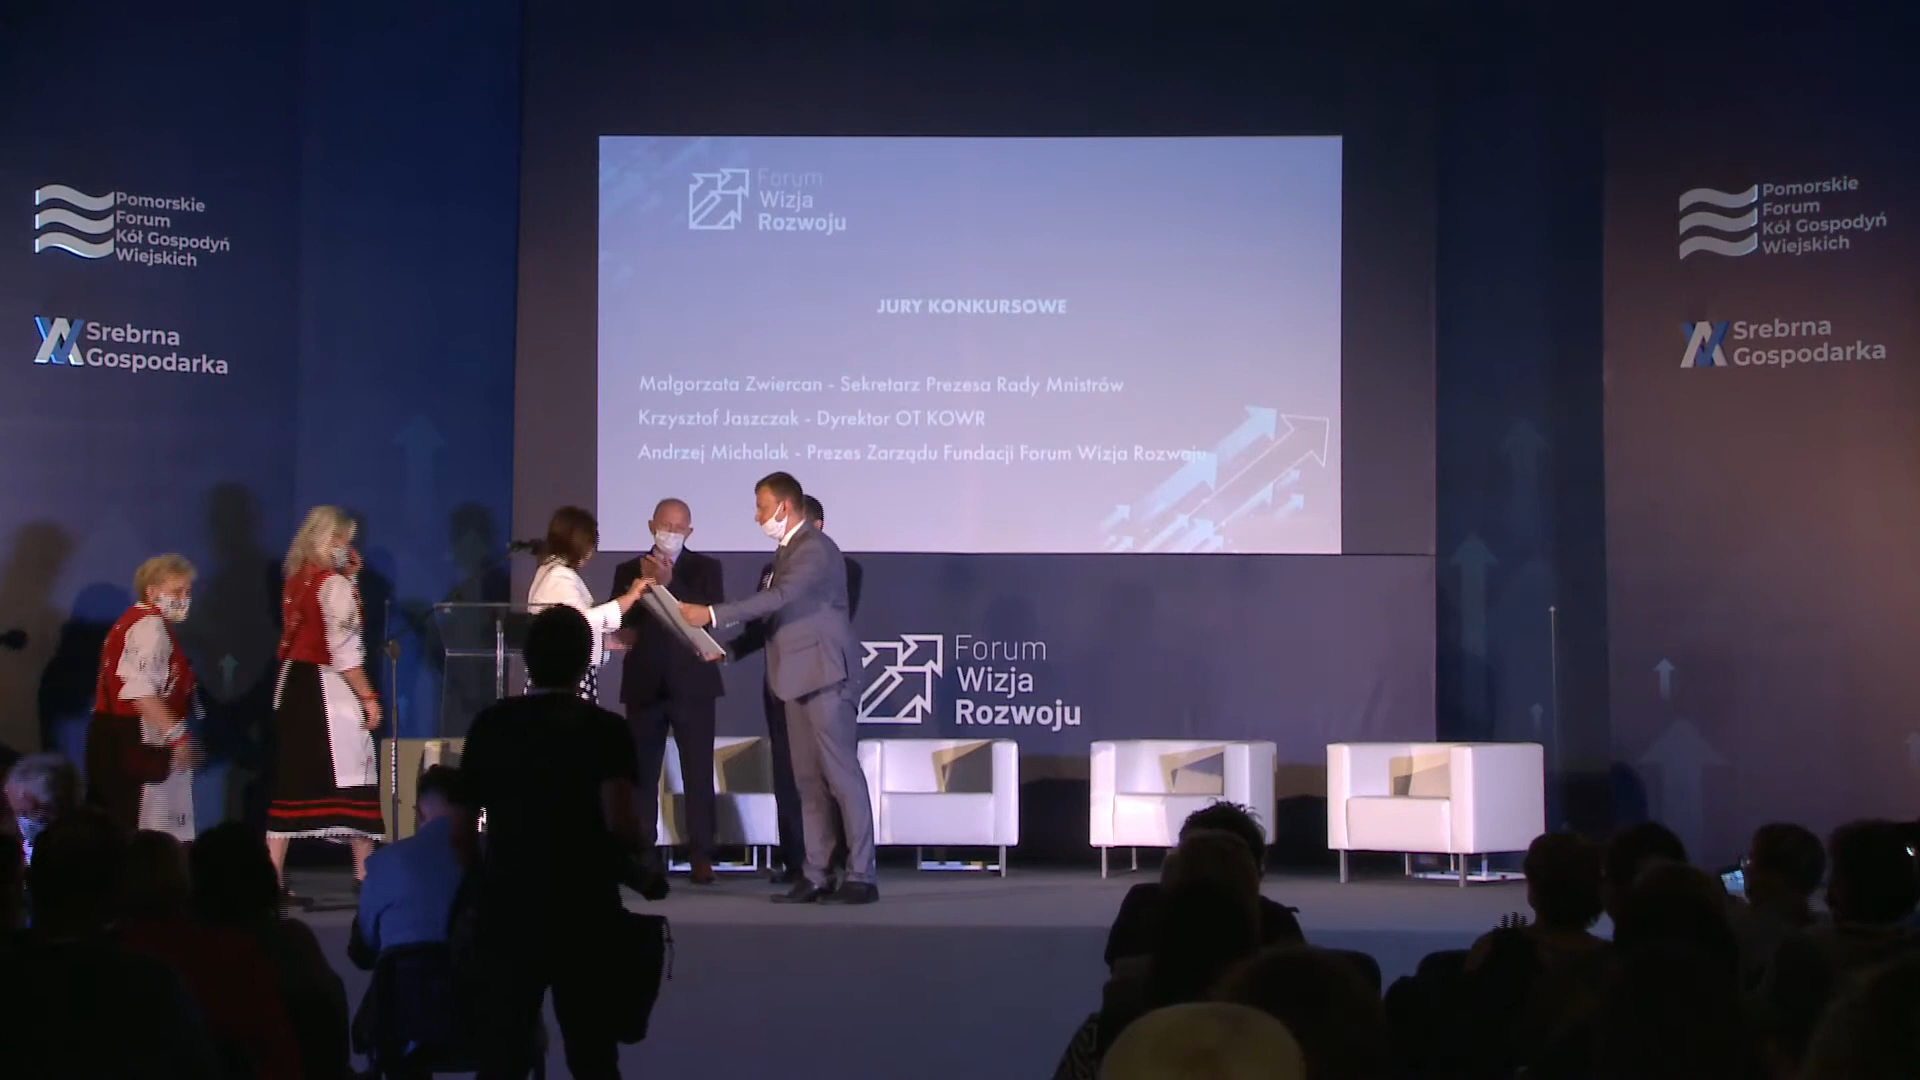 Pomorskie
Forum
Kół Gospodyń
Wiejskich
Srebrna
Gospodarka
Forum
Wizja
Rozwoju
JURY KONKURSOWE
Małgorzata Zwiercan - Sekretarz Prezesa Rady Mnistrów
Krzysztof Jaszczak - Dyrektor OT KOWR
Andrzej Michalak - Prezes Zarządu Fundacji Forum Wizja Rozwoju
Forum
Wizja
Rozwoju
Pomorskie
Forum
Kół Gospodyń
Wiejskich
Srebrna
Gospodarka